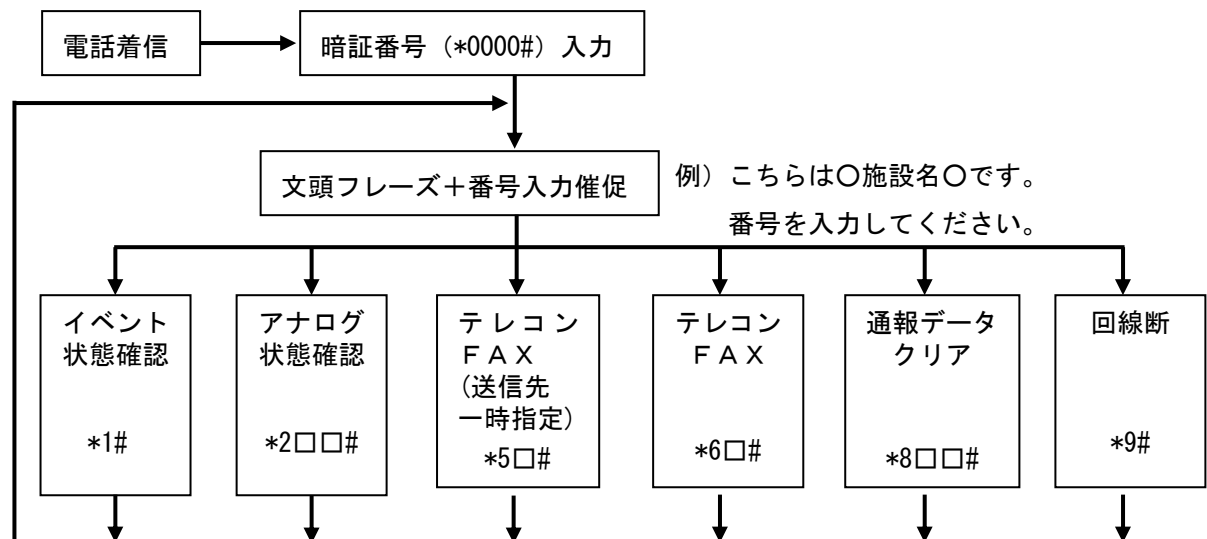 電話着信
暗証番号（*0000#）入力
文頭フレーズ＋番号入力催促
例）こちらは○施設名○です。
番号を入力してください。
イベント
状態確認
*1#
アナログ
状態確認
*2□□#
テレコン
ＦＡＸ
(送信先
一時指定)
*5□#
テレコン
ＦＡＸ
*6□#
通報データ
クリア
*8□□#
回線断
*9#